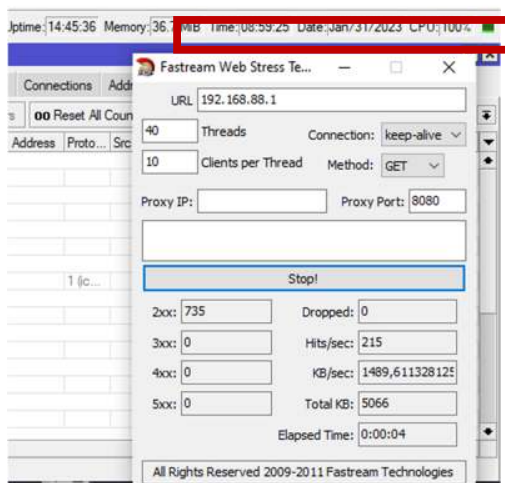 Uptime: 14:45:36 Memory: 36.7 MiB Time: 08:59:25 Date: Jan/31/2023 CPU: 100%
Fastream Web Stress Te...
Connections Addr
URL 192.168.88.1
00 Reset All Coun
40 Threads Connection: keep-alive
Address Proto... Src
10 Clients per Thread Method: GET
Proxy IP: Proxy Port: 8080
1 (ic...
Stop!
2xx: 735 Dropped: 0
3xx: 0 Hits/sec: 215
4xx: 0 KB/sec: 1489,611328125
5xx: 0 Total KB: 5066
Elapsed Time: 0:00:04
All Rights Reserved 2009-2011 Fastream Technologies